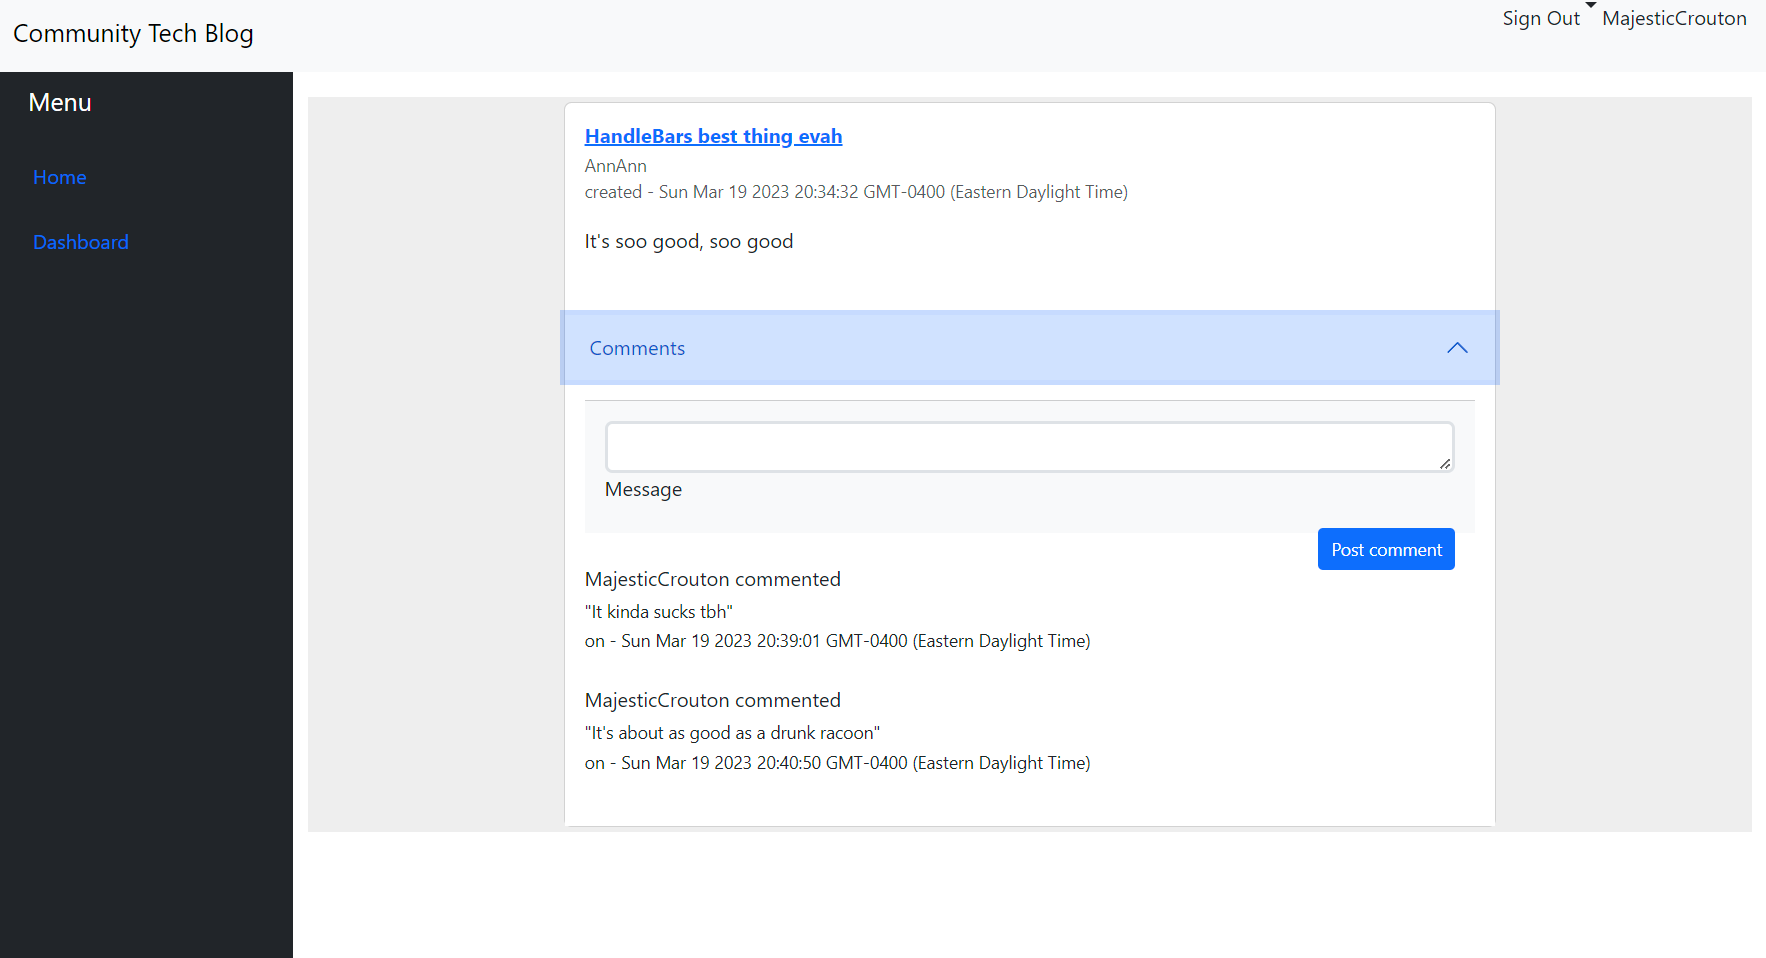 Community Tech Blog
Sign Out MajesticCrouton
Menu
Home
Dashboard
HandleBars best thing evah
AnnAnn
created - Sun Mar 19 2023 20:34:32 GMT-0400 (Eastern Daylight Time)
It's soo good, soo good
Comments
Message
Post comment
MajesticCrouton commented
"It kinda sucks tbh"
on - Sun Mar 19 2023 20:39:01 GMT-0400 (Eastern Daylight Time)
MajesticCrouton commented
"It's about as good as a drunk racoon"
on - Sun Mar 19 2023 20:40:50 GMT-0400 (Eastern Daylight Time)